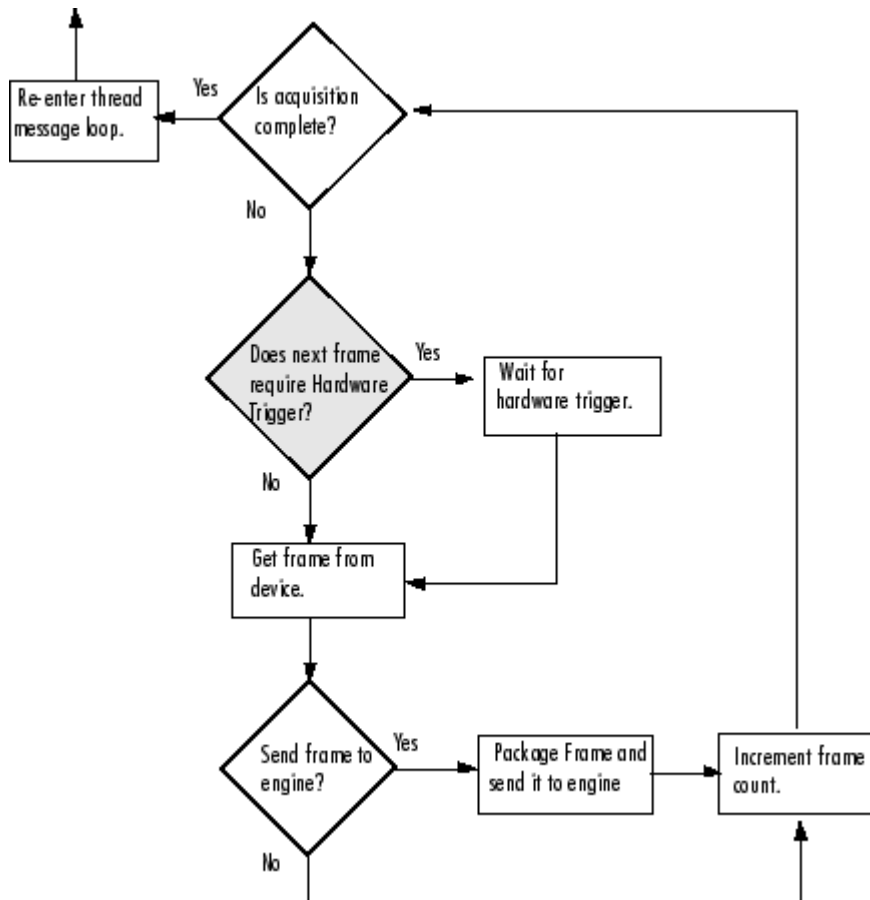 Yes
Re-enter thread
message loop.
Is acquisition
complete?
No
Does next frame
require Hardware
Trigger?
Yes
Wait for
hardware trigger.
No
Get frame from
device.
Send frame to
engine?
Yes
Package Frame and
send it to engine
Increment frame
count.
No